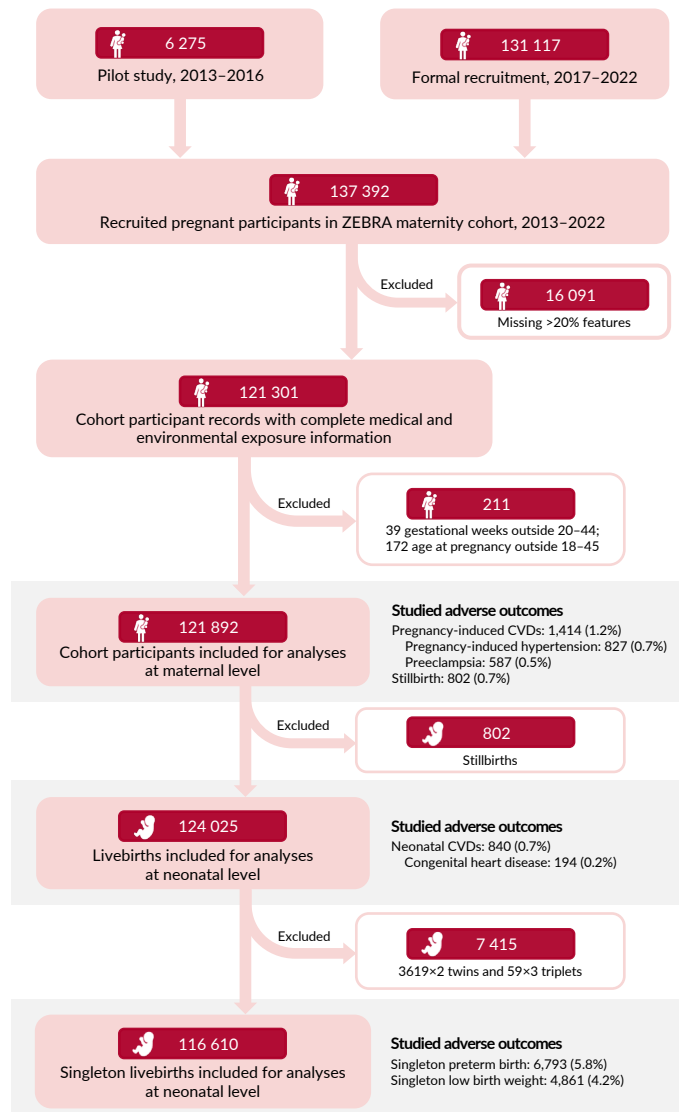 6 275
Pilot study, 2013–2016
131 117
Formal recruitment, 2017–2022
137 392
Recruited pregnant participants in ZEBRA maternity cohort, 2013–2022
Excluded
16 091
Missing >20% features
121 301
Cohort participant records with complete medical and
environmental exposure information
Excluded
211
39 gestational weeks outside 20–44;
172 age at pregnancy outside 18–45
121 892
Cohort participants included for analyses
at maternal level
Studied adverse outcomes
Pregnancy-induced CVDs: 1,414 (1.2%)
Pregnancy-induced hypertension: 827 (0.7%)
Preeclampsia: 587 (0.5%)
Stillbirth: 802 (0.7%)
Excluded
802
Stillbirths
124 025
Livebirths included for analyses
at neonatal level
Studied adverse outcomes
Neonatal CVDs: 840 (0.7%)
Congenital heart disease: 194 (0.2%)
Excluded
7 415
3619×2 twins and 59×3 triplets
116 610
Singleton livebirths included for analyses
at neonatal level
Studied adverse outcomes
Singleton preterm birth: 6,793 (5.8%)
Singleton low birth weight: 4,861 (4.2%)